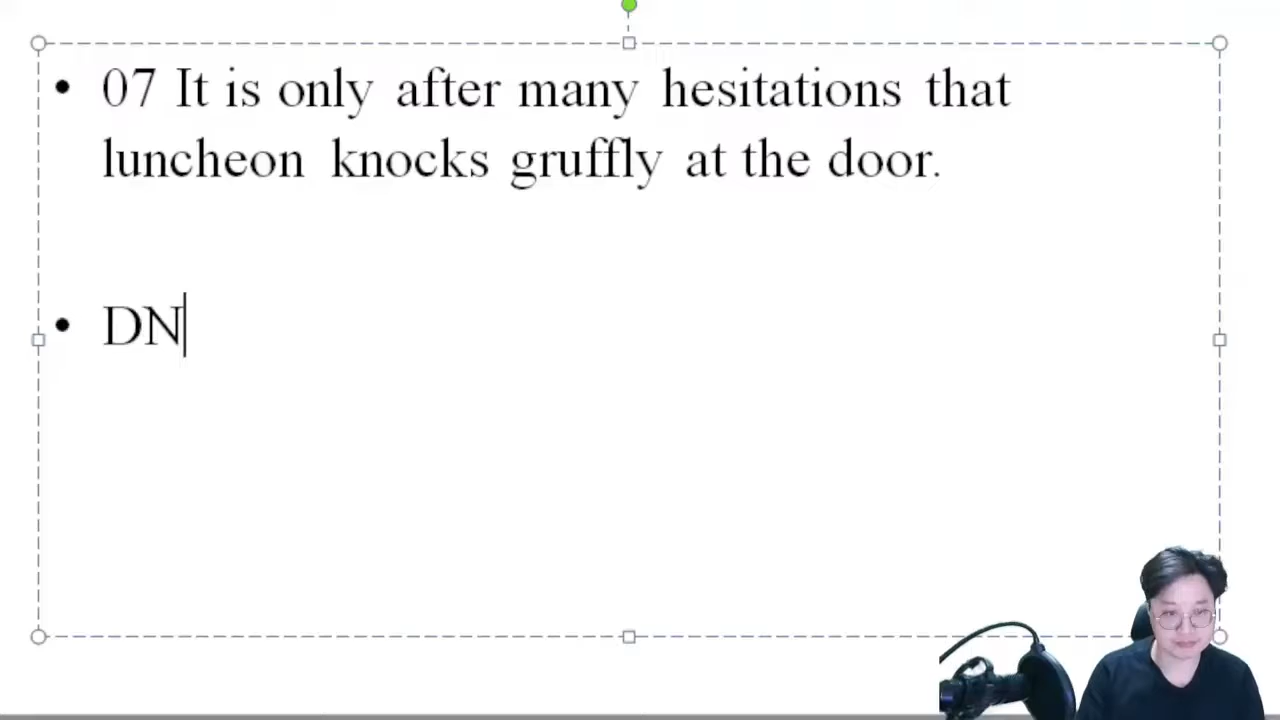 • 07 It is only after many hesitations that
luncheon knocks gruffly at the door.
• DN